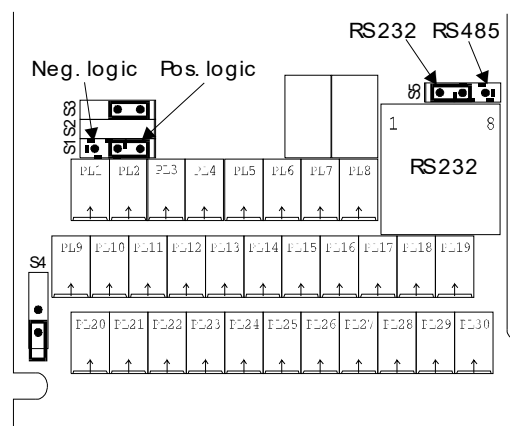 RS232 RS485
Neg. logic Pos. logic
S5
S3
S2
S1
1 8
RS232
PL1 PL2 PL3 PL4 PL5 PL6 PL7 PL8
S4
PL9 PL10 PL11 PL12 PL13 PL14 PL15 PL16 PL17 PL18 PL19
PL20 PL21 PL22 PL23 PL24 PL25 PL26 PL27 PL28 PL29 PL30